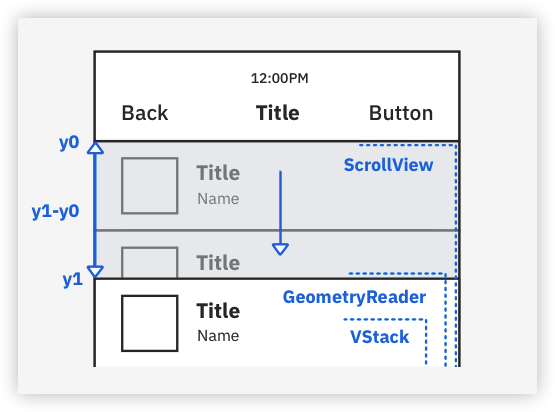 12:00PM
Back Title Button
y0
ScrollView
Title
Name
y1-y0
Title
y1
GeometryReader
Title
Name
VStack